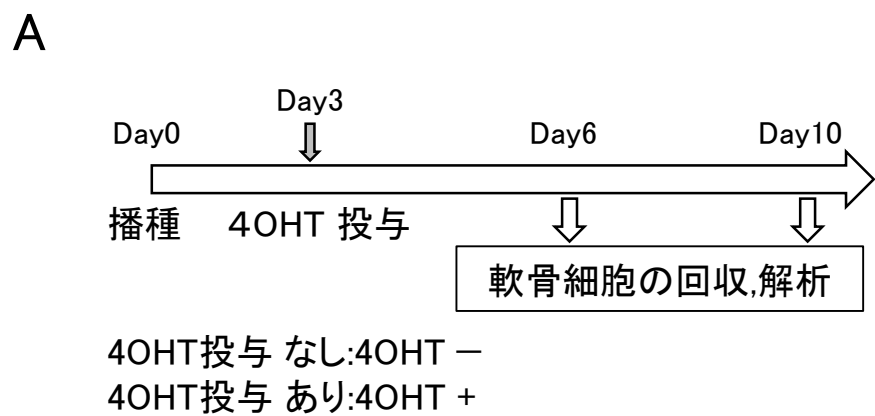 A
Day3
Day0 Day6 Day10
播種 4OHT 投与
軟骨細胞の回収,解析
4OHT投与 なし:4OHT －
4OHT投与 あり:4OHT +